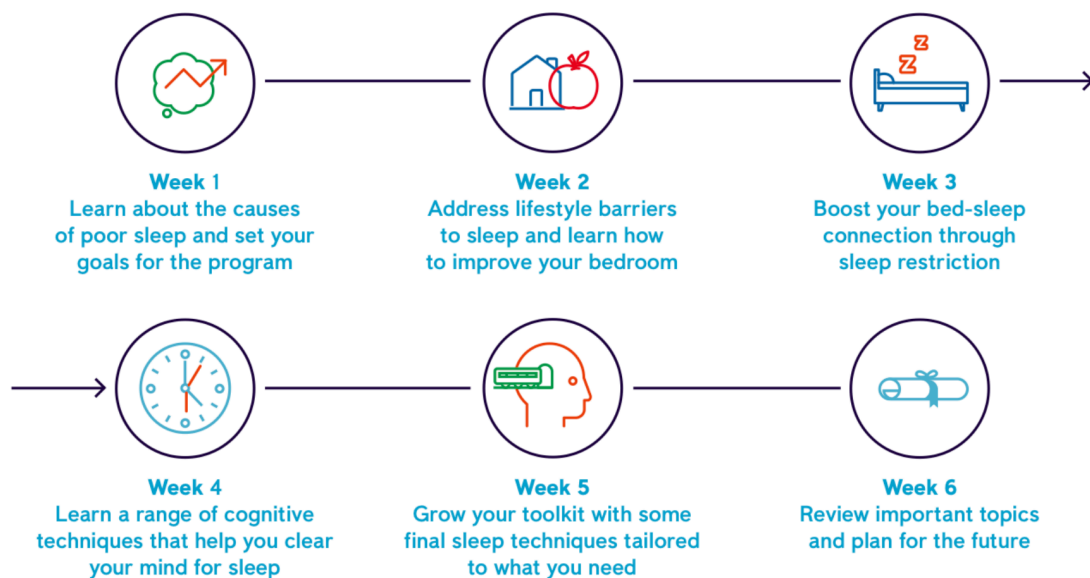 Week 1
Learn about the causes
of poor sleep and set your
goals for the program
Week 2
Address lifestyle barriers
to sleep and learn how
to improve your bedroom
z
z
Week 3
Boost your bed-sleep
connection through
sleep restriction
Week 4
Learn a range of cognitive
techniques that help you clear
your mind for sleep
Week 5
Grow your toolkit with some
final sleep techniques tailored
to what you need
Week 6
Review important topics
and plan for the future